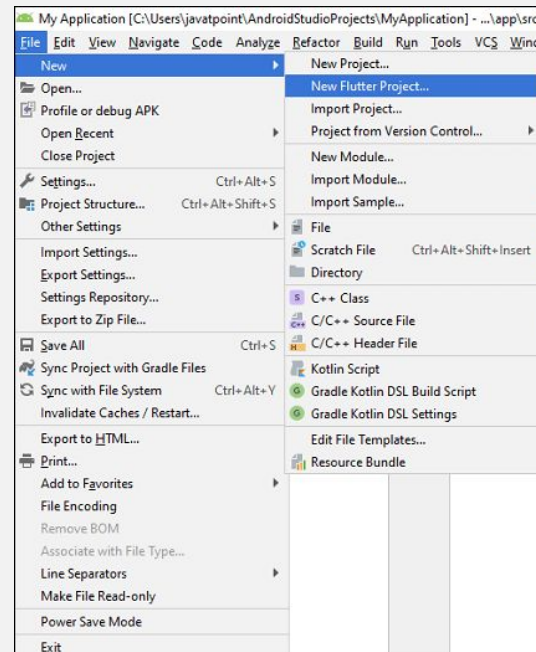 My Application [C:\Users\javatpoint\AndroidStudioProjects\MyApplication] - ...\app\src
File Edit View Navigate Code Analyze Refactor Build Run Tools VCS Wind
New
Open...
Profile or debug APK
Open Recent
Close Project
Settings... Ctrl+Alt+S
Project Structure... Ctrl+Alt+Shift+S
Other Settings
Import Settings...
Export Settings...
Settings Repository...
Export to Zip File...
Save All Ctrl+S
Sync Project with Gradle Files
Sync with File System Ctrl+Alt+Y
Invalidate Caches / Restart...
Export to HTML...
Print...
Add to Favorites
File Encoding
Remove BOM
Associate with File Type...
Line Separators
Make File Read-only
Power Save Mode
Exit
New Project...
New Flutter Project...
Import Project...
Project from Version Control...
New Module...
Import Module...
Import Sample...
File
Scratch File Ctrl+Alt+Shift+Insert
Directory
S C++ Class
C++ C/C++ Source File
H C/C++ Header File
Kotlin Script
G Gradle Kotlin DSL Build Script
G Gradle Kotlin DSL Settings
Edit File Templates...
Resource Bundle